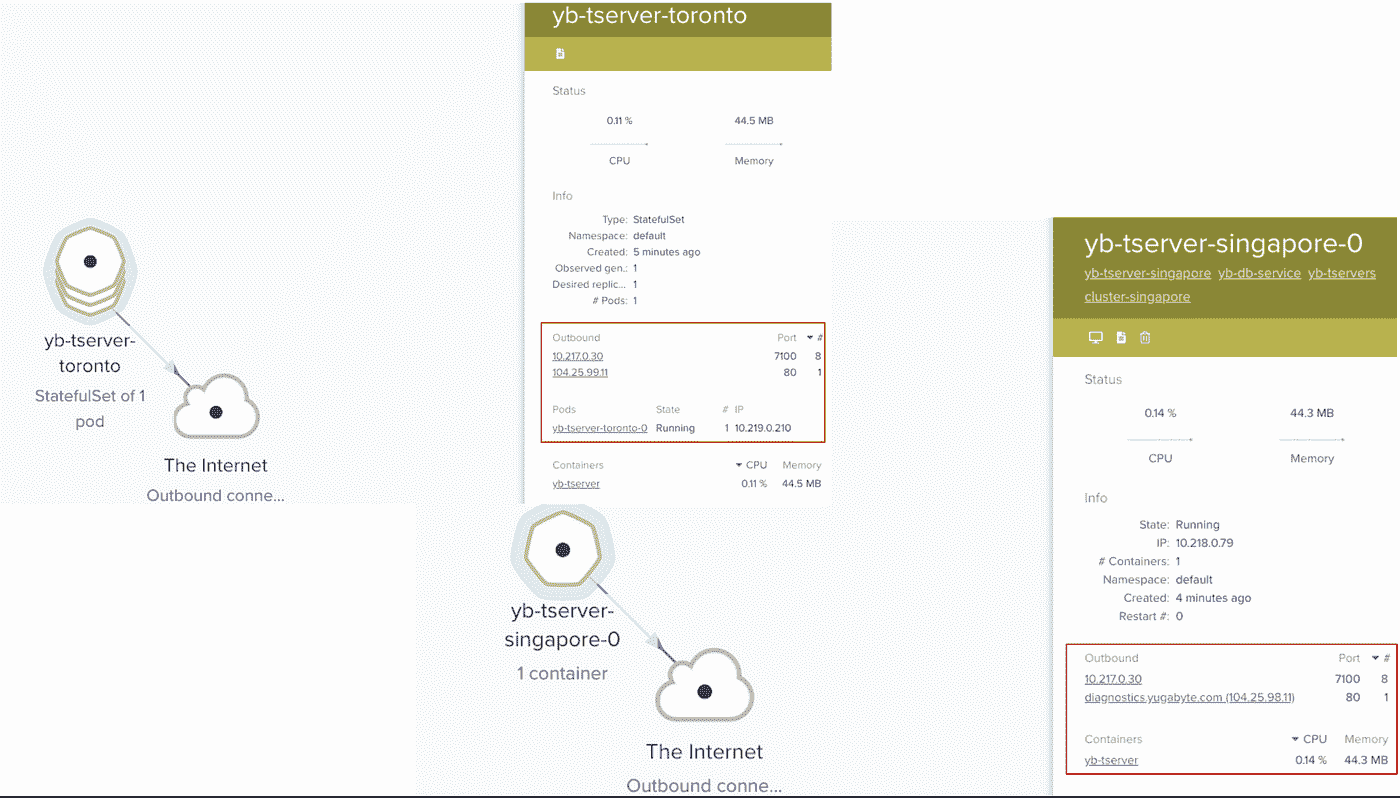 yb-tserver-toronto
Status
0.11 % 44.5 MB
CPU Memory
Info
Type: StatefulSet
Namespace: default
Created: 5 minutes ago
Observed gen.: 1
Desired replic... 1
# Pods: 1
Outbound Port #
10.217.0.30 7100 8
104.25.99.11 80 1
Pods State # IP
yb-tserver-toronto-0 Running 1 10.219.0.210
Containers CPU Memory
yb-tserver 0.11 % 44.5 MB
yb-tserver-
toronto
StatefulSet of 1
pod
The Internet
Outbound conne...
yb-tserver-
singapore-0
1 container
The Internet
Outbound conne...
yb-tserver-singapore-0
yb-tserver-singapore yb-db-service yb-tservers
cluster-singapore
Status
0.14 % 44.3 MB
CPU Memory
Info
State: Running
IP: 10.218.0.79
# Containers: 1
Namespace: default
Created: 4 minutes ago
Restart #: 0
Outbound Port #
10.217.0.30 7100 8
diagnostics.yugabyte.com (104.25.98.11) 80 1
Containers CPU Memory
yb-tserver 0.14 % 44.3 MB